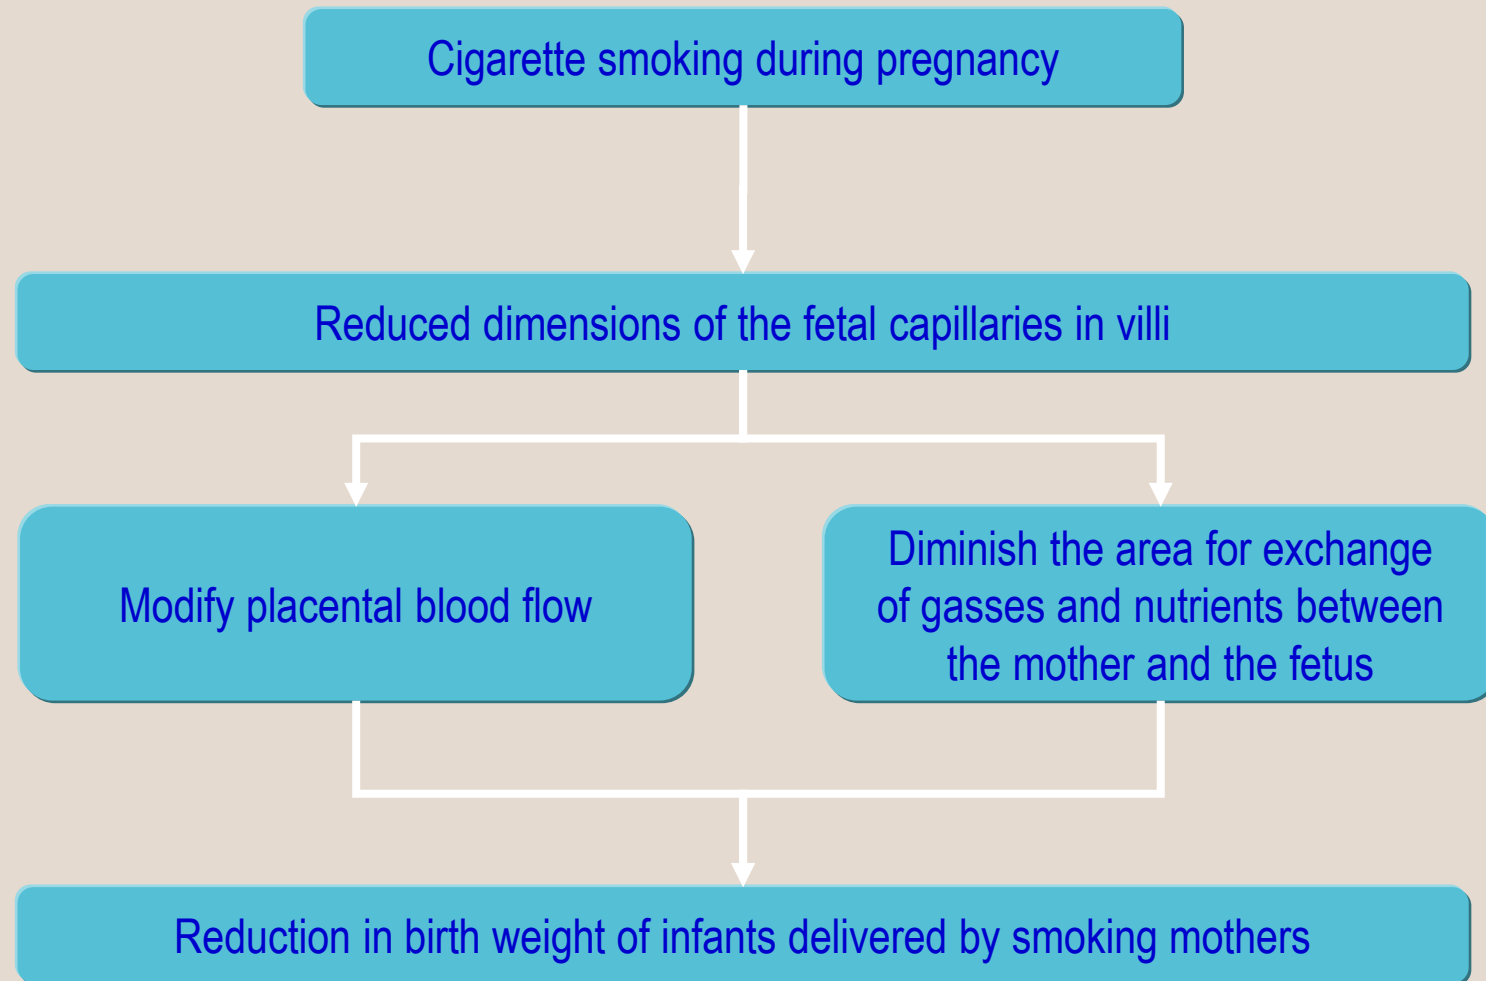 Cigarette smoking during pregnancy
Reduced dimensions of the fetal capillaries in villi
Modify placental blood flow
Diminish the area for exchange
of gasses and nutrients between
the mother and the fetus
Reduction in birth weight of infants delivered by smoking mothers